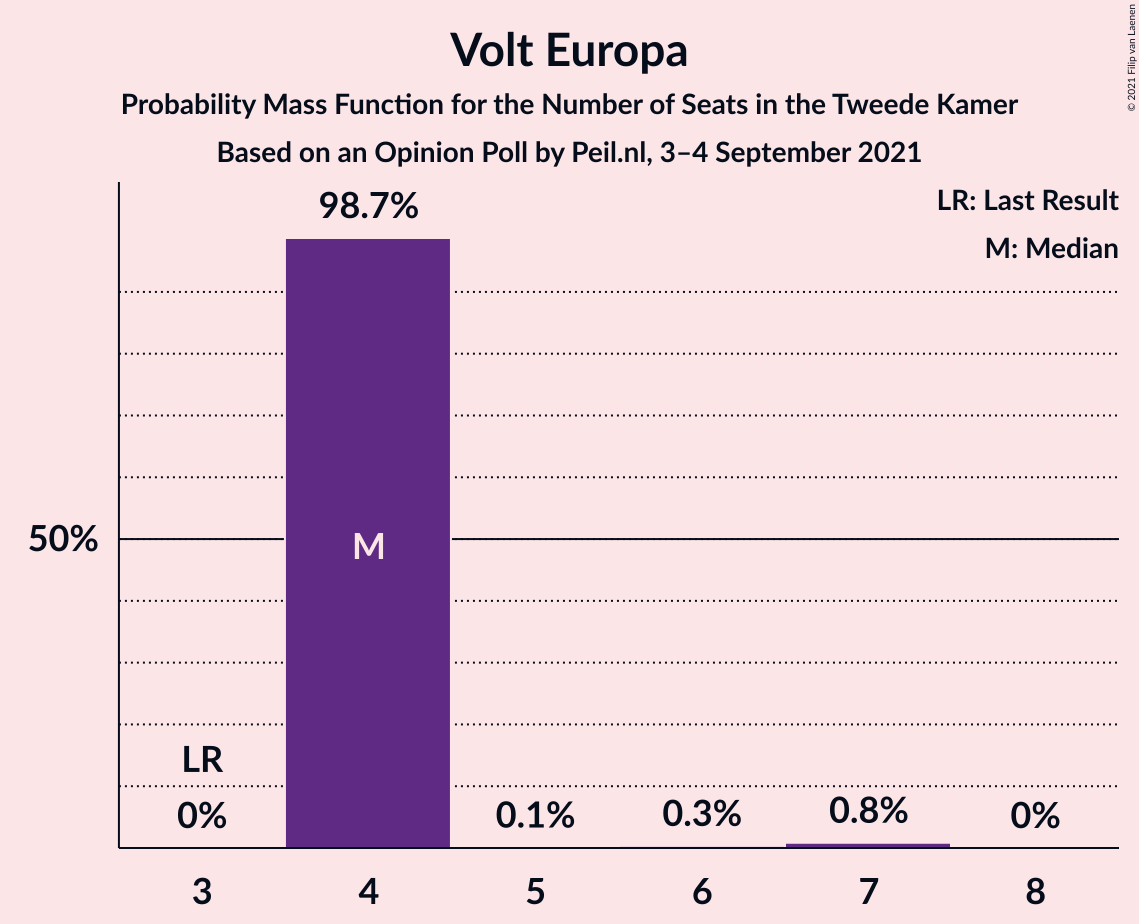 Volt Europa
Probability Mass Function for the Number of Seats in the Tweede Kamer
Based on an Opinion Poll by Peil.nl, 3–4 September 2021
© 2021 Filip van Laenen
LR: Last Result
M: Median
98.7%
50%
M
LR
0%
0.1%
0.3%
0.8%
0%
3
4
5
6
7
8